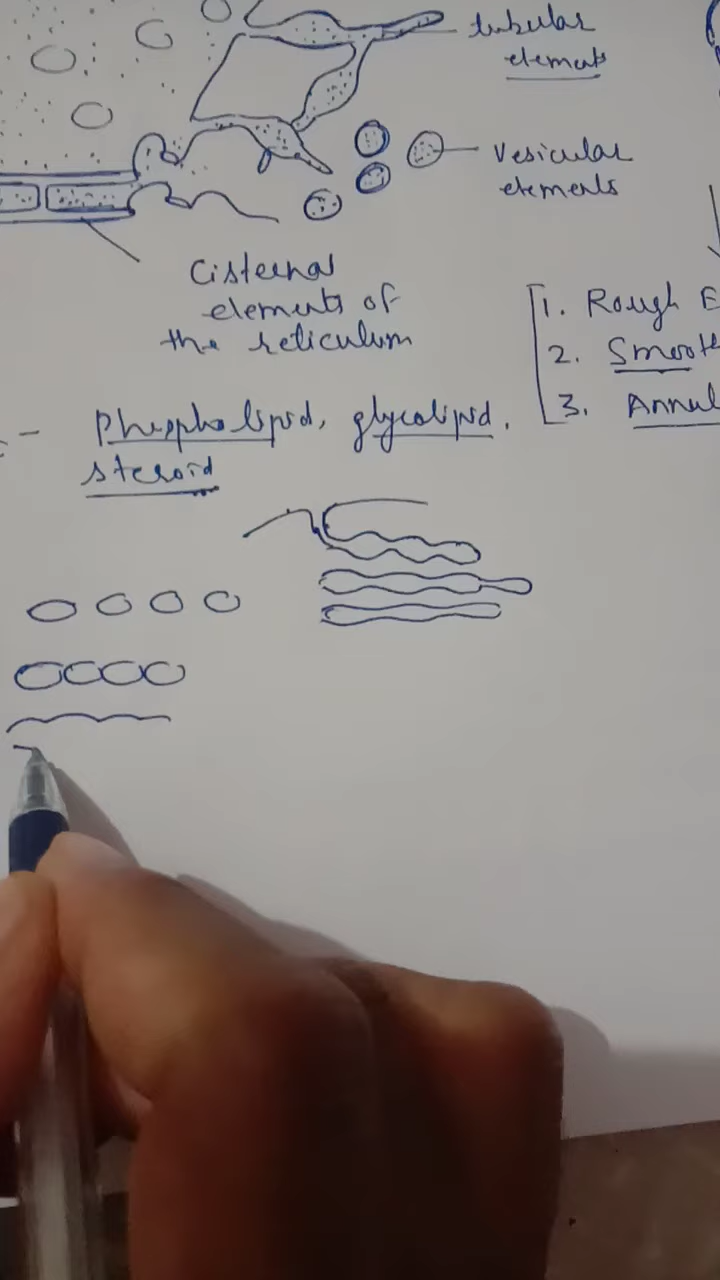 tubular
elements
Vesicular
elements
Cisternal
elements of
the reticulum
1. Rough E
2. Smooth
3. Annul
- Phospholipid, glycolipid.
steroid